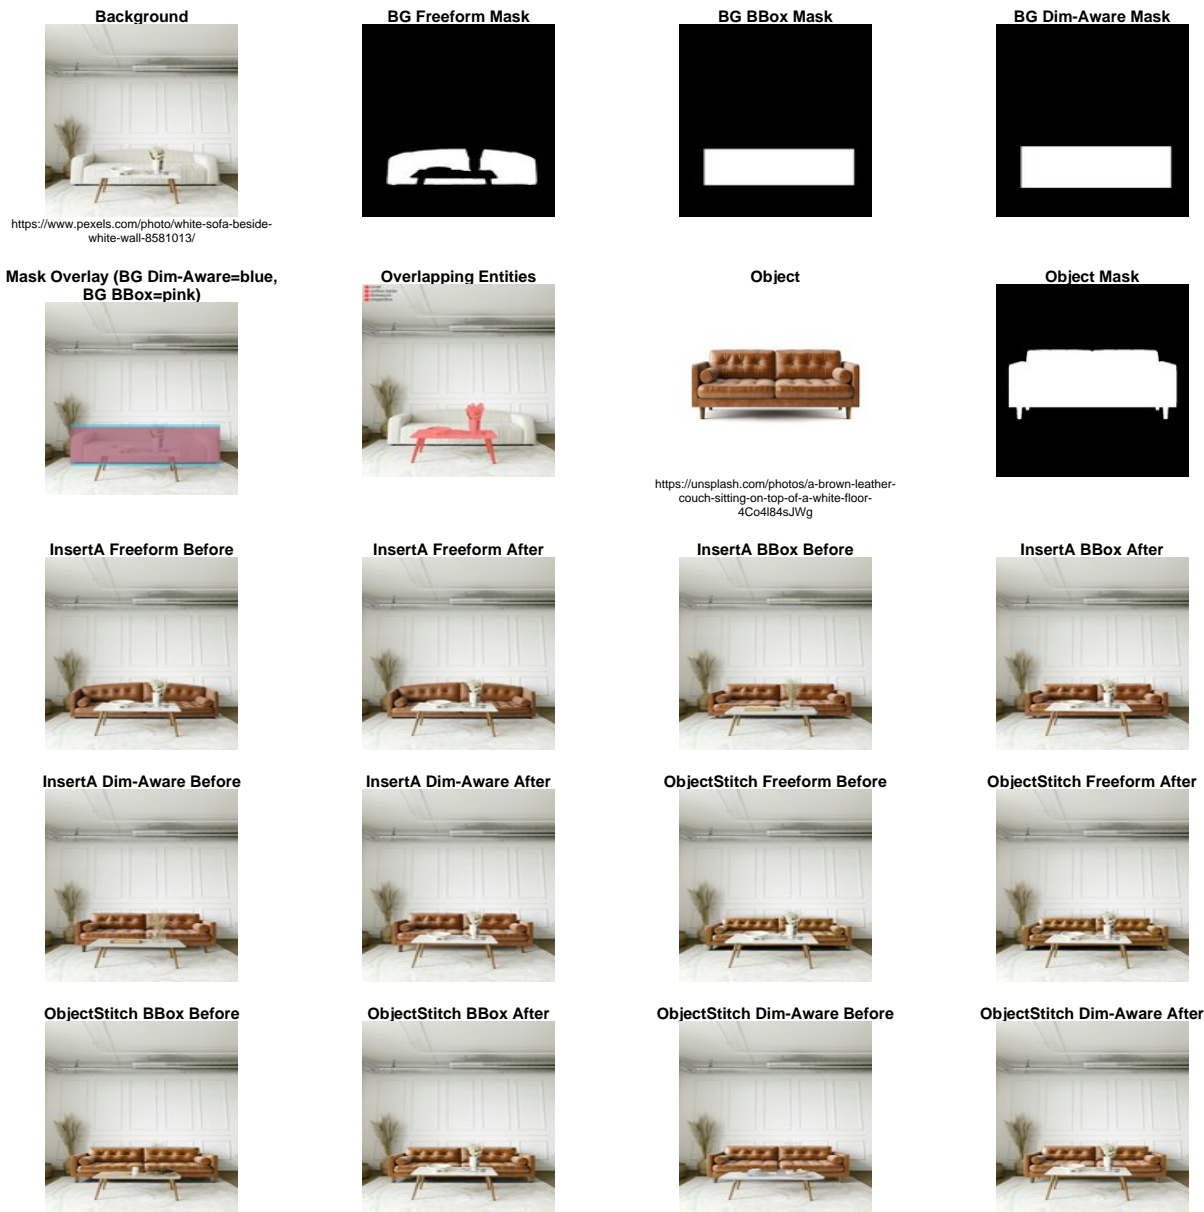 Background
BG Freeform Mask
BG BBox Mask
BG Dim-Aware Mask
https://www.pexels.com/photo/white-sofa-beside-
white-wall-8581013/
Mask Overlay (BG Dim-Aware=blue,
BG BBox=pink)
Overlapping Entities
Object
Object Mask
https://unsplash.com/photos/a-brown-leather-
couch-sitting-on-top-of-a-white-floor-
4Co4l84sJWg
InsertA Freeform Before
InsertA Freeform After
InsertA BBox Before
InsertA BBox After
InsertA Dim-Aware Before
InsertA Dim-Aware After
ObjectStitch Freeform Before
ObjectStitch Freeform After
ObjectStitch BBox Before
ObjectStitch BBox After
ObjectStitch Dim-Aware Before
ObjectStitch Dim-Aware After